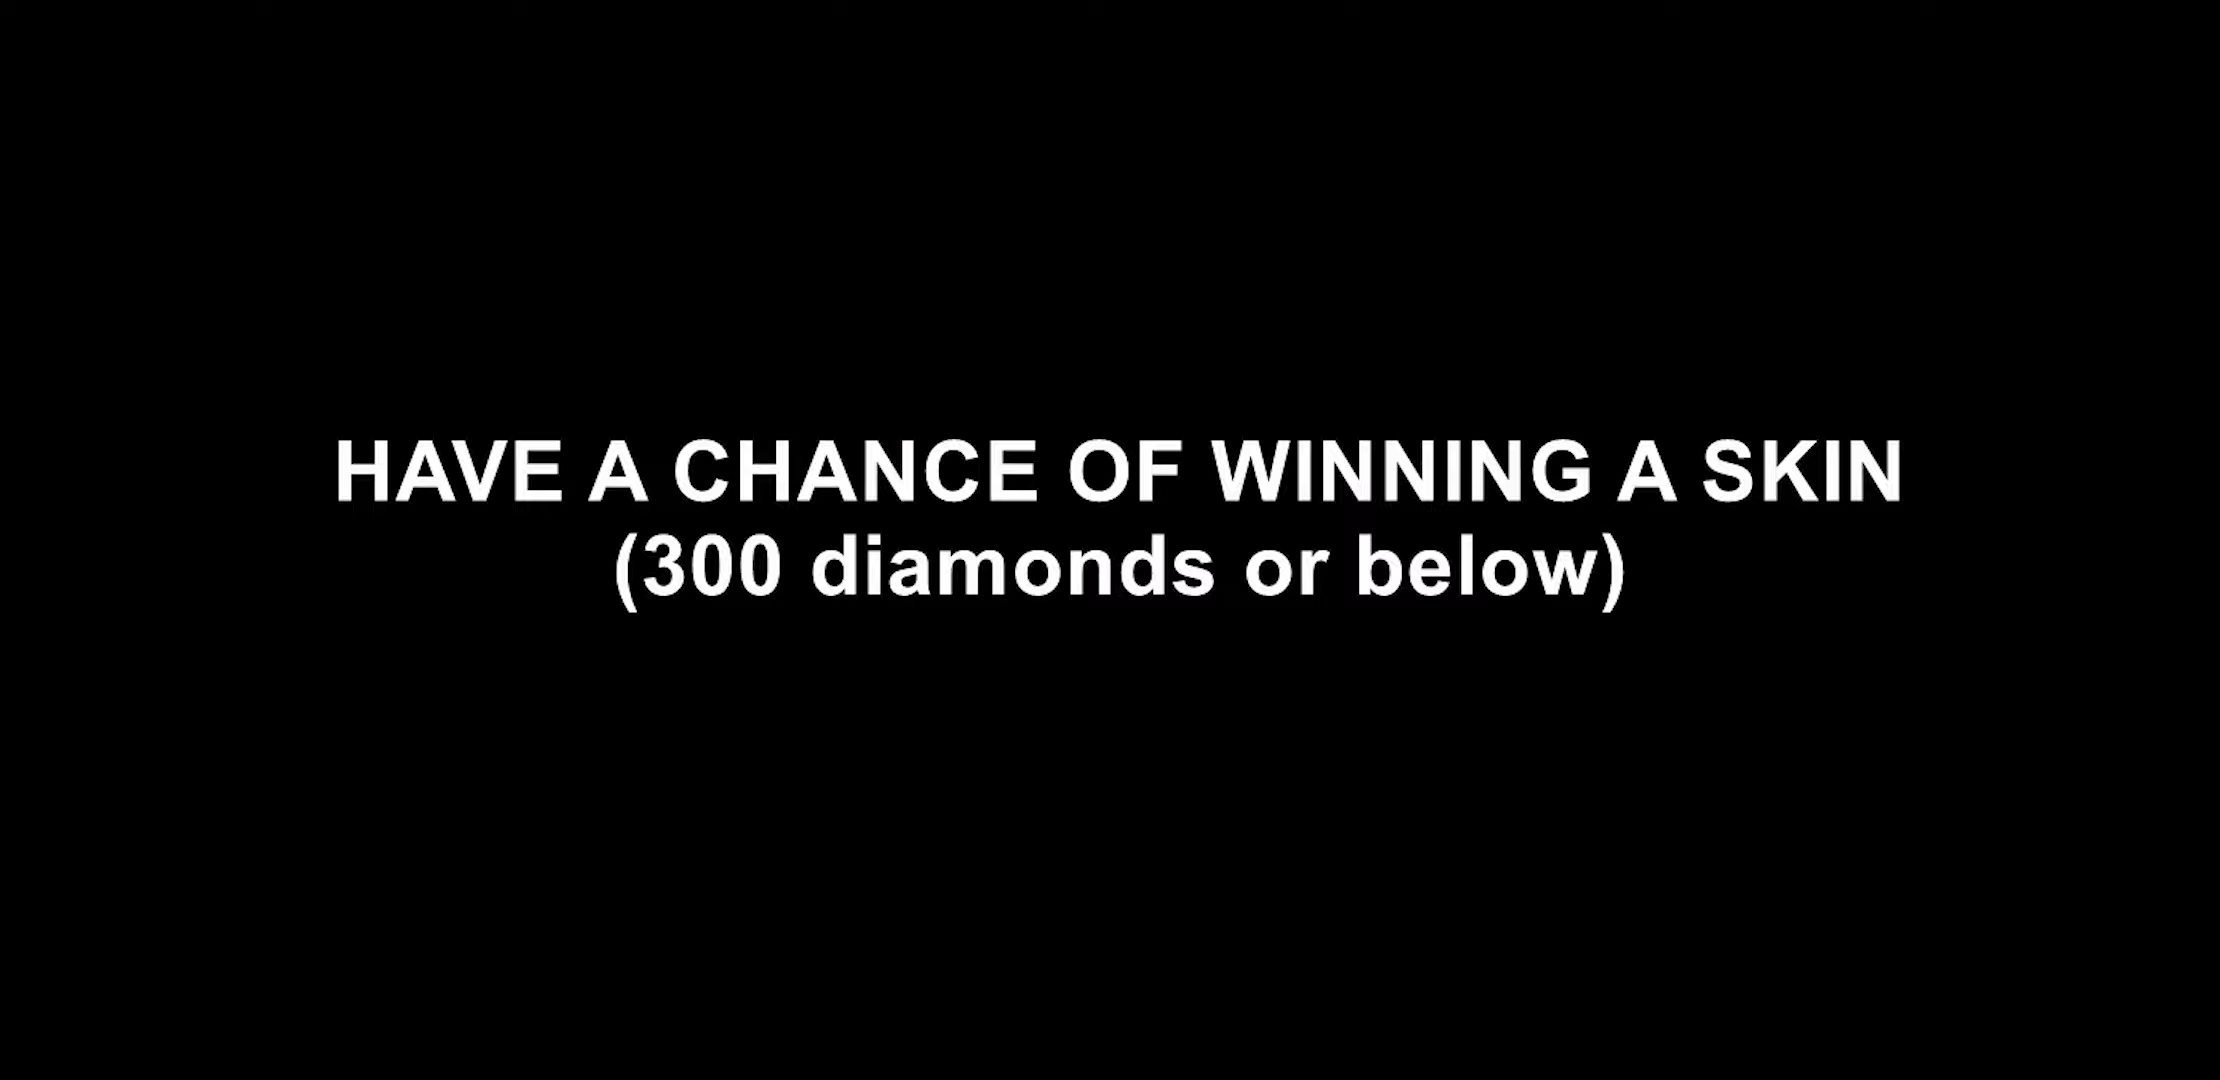 HAVE A CHANCE OF WINNING A SKIN
(300 diamonds or below)